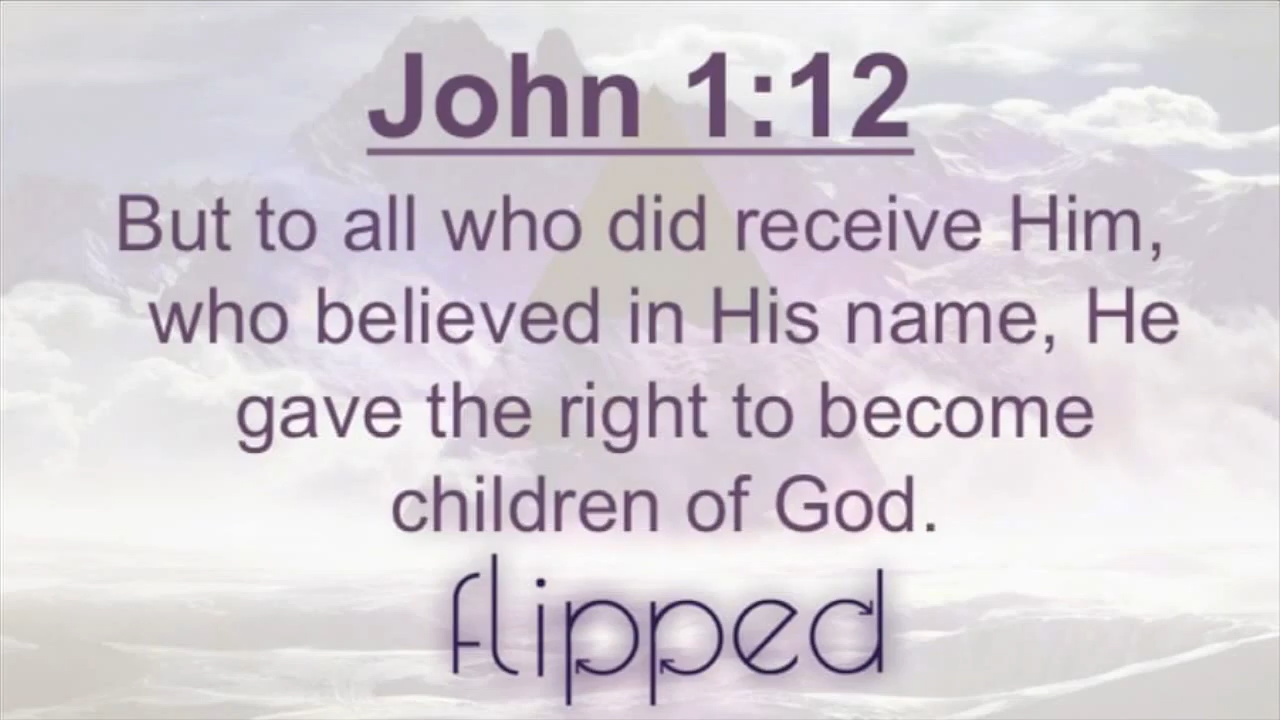 John 1:12
But to all who did receive Him,
who believed in His name, He
gave the right to become
children of God.
flipped